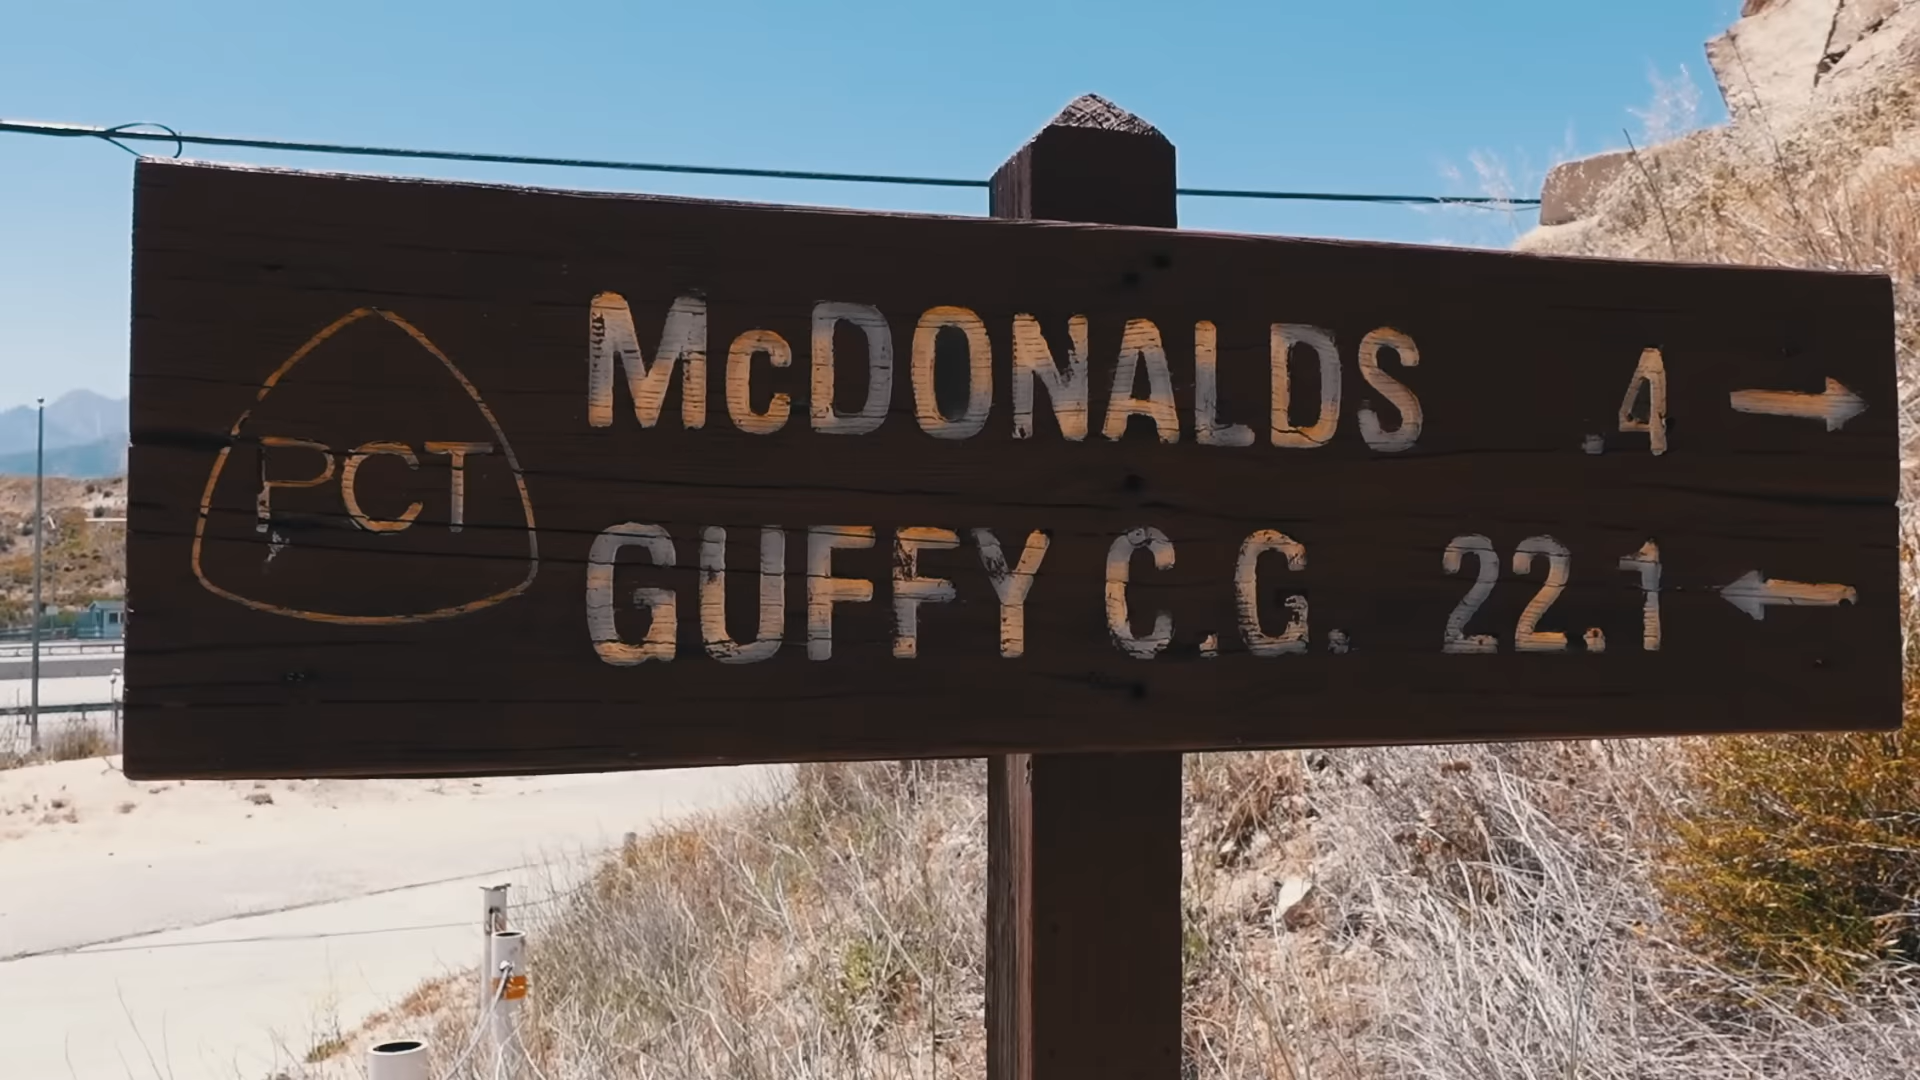 PCT
McDONALDS .4 →
GUFFY C.G. 22.1 ←